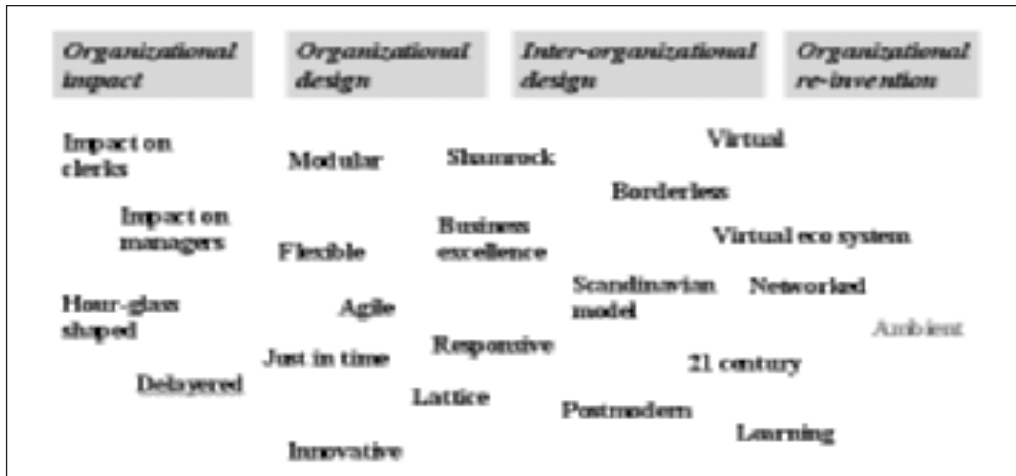 Organizational
impact
Organizational
design
Inter-organizational
design
Organizational
re-invention
Impact on
clerks
Modular
Shamrock
Virtual
Borderless
Impact on
managers
Flexible
Business
excellence
Virtual eco system
Hour-glass
shaped
Agile
Scandinavian
model
Networked
Ambient
Just in time
Responsive
21 century
Delayered
Lattice
Postmodern
Learning
Innovative